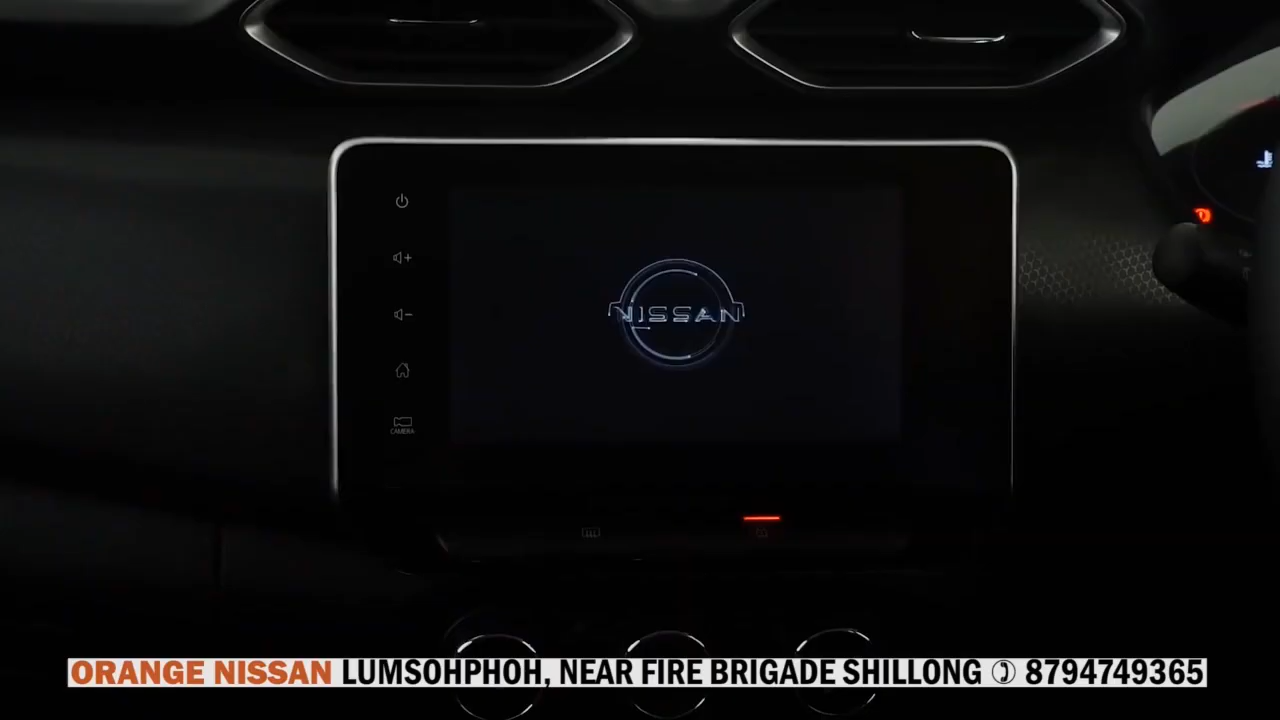 NISSAN
CAMERA
ORANGE NISSAN LUMSOHPHOH, NEAR FIRE BRIGADE SHILLONG ✆ 8794749365